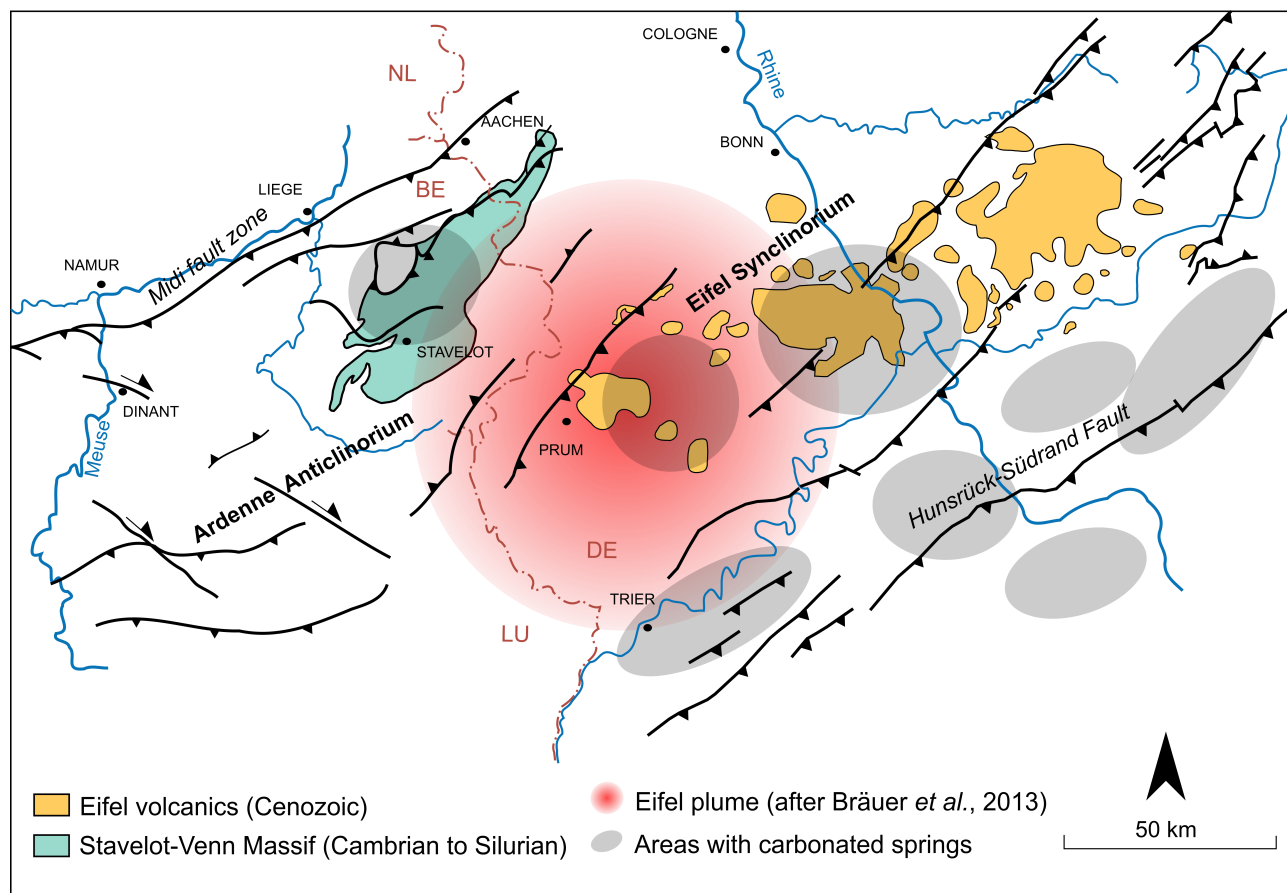 COLOGNE
NL
Rhine
AACHEN
BONN
BE
LIEGE
NAMUR
Midi fault zone
Eifel Synclinorium
STAVELOT
DINANT
Meuse
PRUM
Ardenne Anticlinorium
Hunsrück-Südrand Fault
DE
TRIER
LU
Eifel volcanics (Cenozoic)
Stavelot-Venn Massif (Cambrian to Silurian)
Eifel plume (after Bräuer et al., 2013)
Areas with carbonated springs
50 km